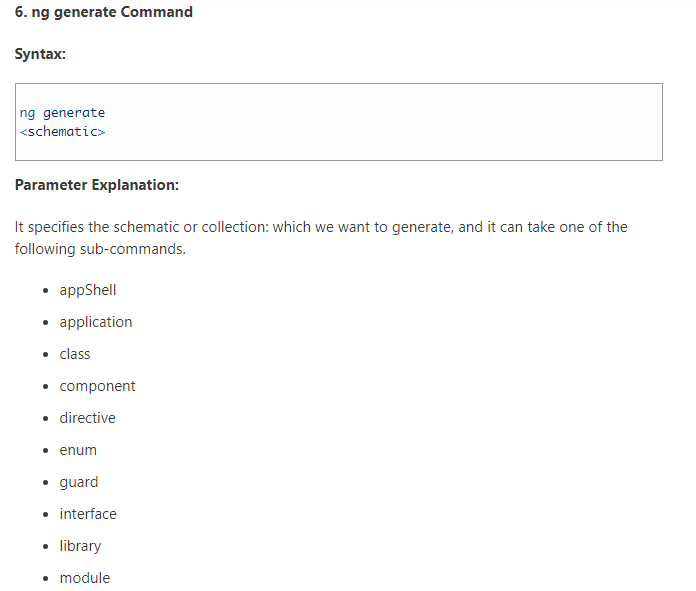 6. ng generate Command
Syntax:
ng generate
<schematic>
Parameter Explanation:
It specifies the schematic or collection: which we want to generate, and it can take one of the
following sub-commands.
• appShell
• application
• class
• component
• directive
• enum
• guard
• interface
• library
• module